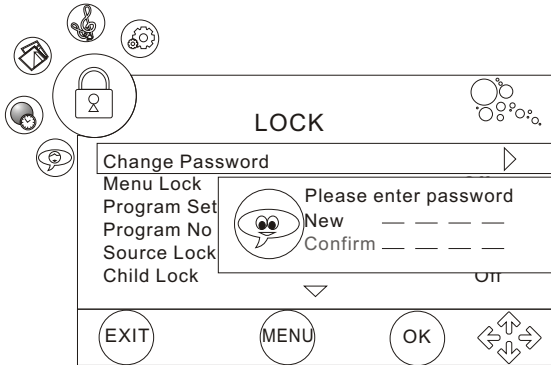 LOCK
Change Password
Menu Lock
Program Set
Program No
Source Lock
Child Lock Off
Please enter password
New _ _ _ _
Confirm _ _ _ _
EXIT MENU OK